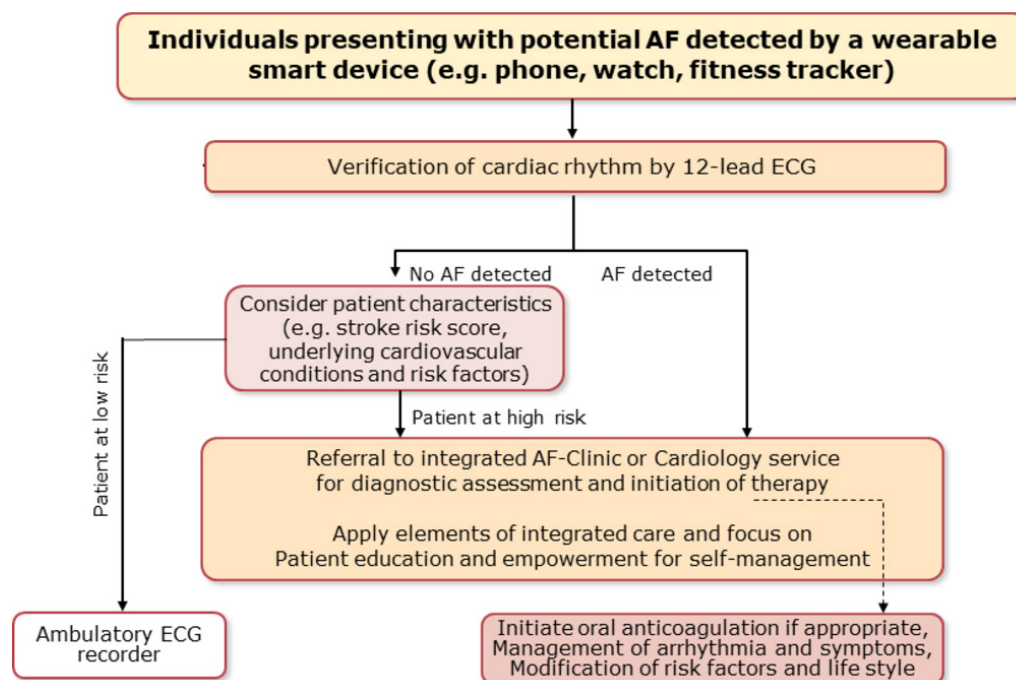 Individuals presenting with potential AF detected by a wearable
smart device (e.g. phone, watch, fitness tracker)
Verification of cardiac rhythm by 12-lead ECG
No AF detected
AF detected
Consider patient characteristics
(e.g. stroke risk score,
underlying cardiovascular
conditions and risk factors)
Patient at low risk
Patient at high risk
Referral to integrated AF-Clinic or Cardiology service
for diagnostic assessment and initiation of therapy
Apply elements of integrated care and focus on
Patient education and empowerment for self-management
Ambulatory ECG
recorder
Initiate oral anticoagulation if appropriate,
Management of arrhythmia and symptoms,
Modification of risk factors and life style